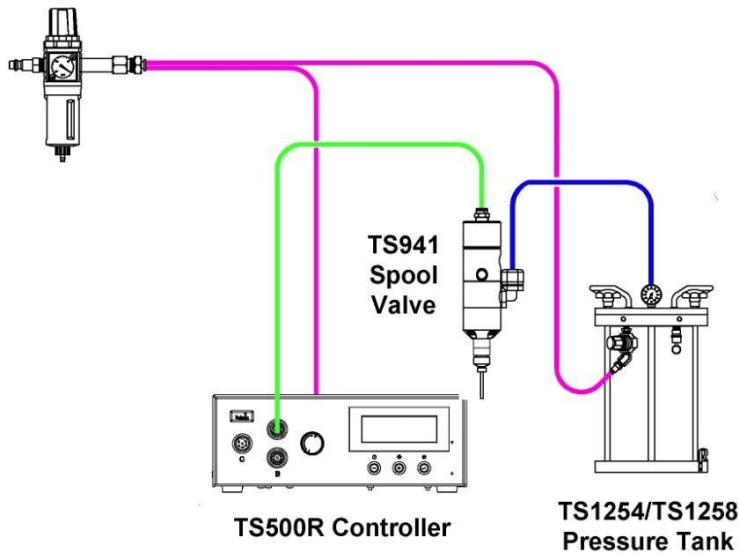 TS941
Spool
Valve
C
B
TS500R Controller
TS1254/TS1258
Pressure Tank